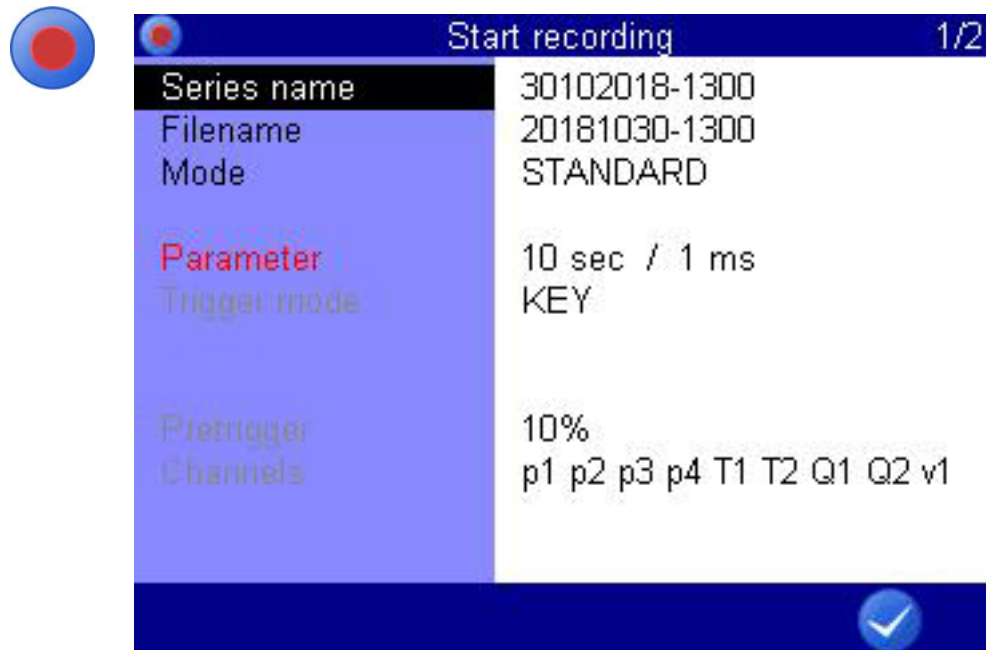 Start recording 1/2
Series name 30102018-1300
Filename 20181030-1300
Mode STANDARD
Parameter 10 sec / 1 ms
Trigger mode KEY
Pretrigger 10%
Channels p1 p2 p3 p4 T1 T2 Q1 Q2 v1